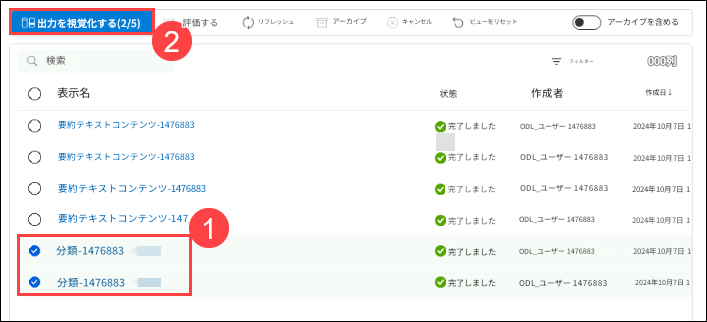 出力を視覚化する(2/5) 評価する リフレッシュ アーカイブ キャンセル ビューをリセット アーカイブを含める
2
検索 フィルター 000列
表示名 状態 作成者 作成日↓
要約テキストコンテンツ-1476883 完了しました ODL_ユーザー 1476883 2024年10月7日 1
要約テキストコンテンツ-1476883 完了しました ODL_ユーザー 1476883 2024年10月7日 1
要約テキストコンテンツ-1476883 完了しました ODL_ユーザー 1476883 2024年10月7日 1
要約テキストコンテンツ-147 完了しました ODL_ユーザー 1476883 2024年10月7日 1
1
分類-1476883 完了しました ODL_ユーザー 1476883 2024年10月7日 1
分類-1476883 完了しました ODL_ユーザー 1476883 2024年10月7日 1